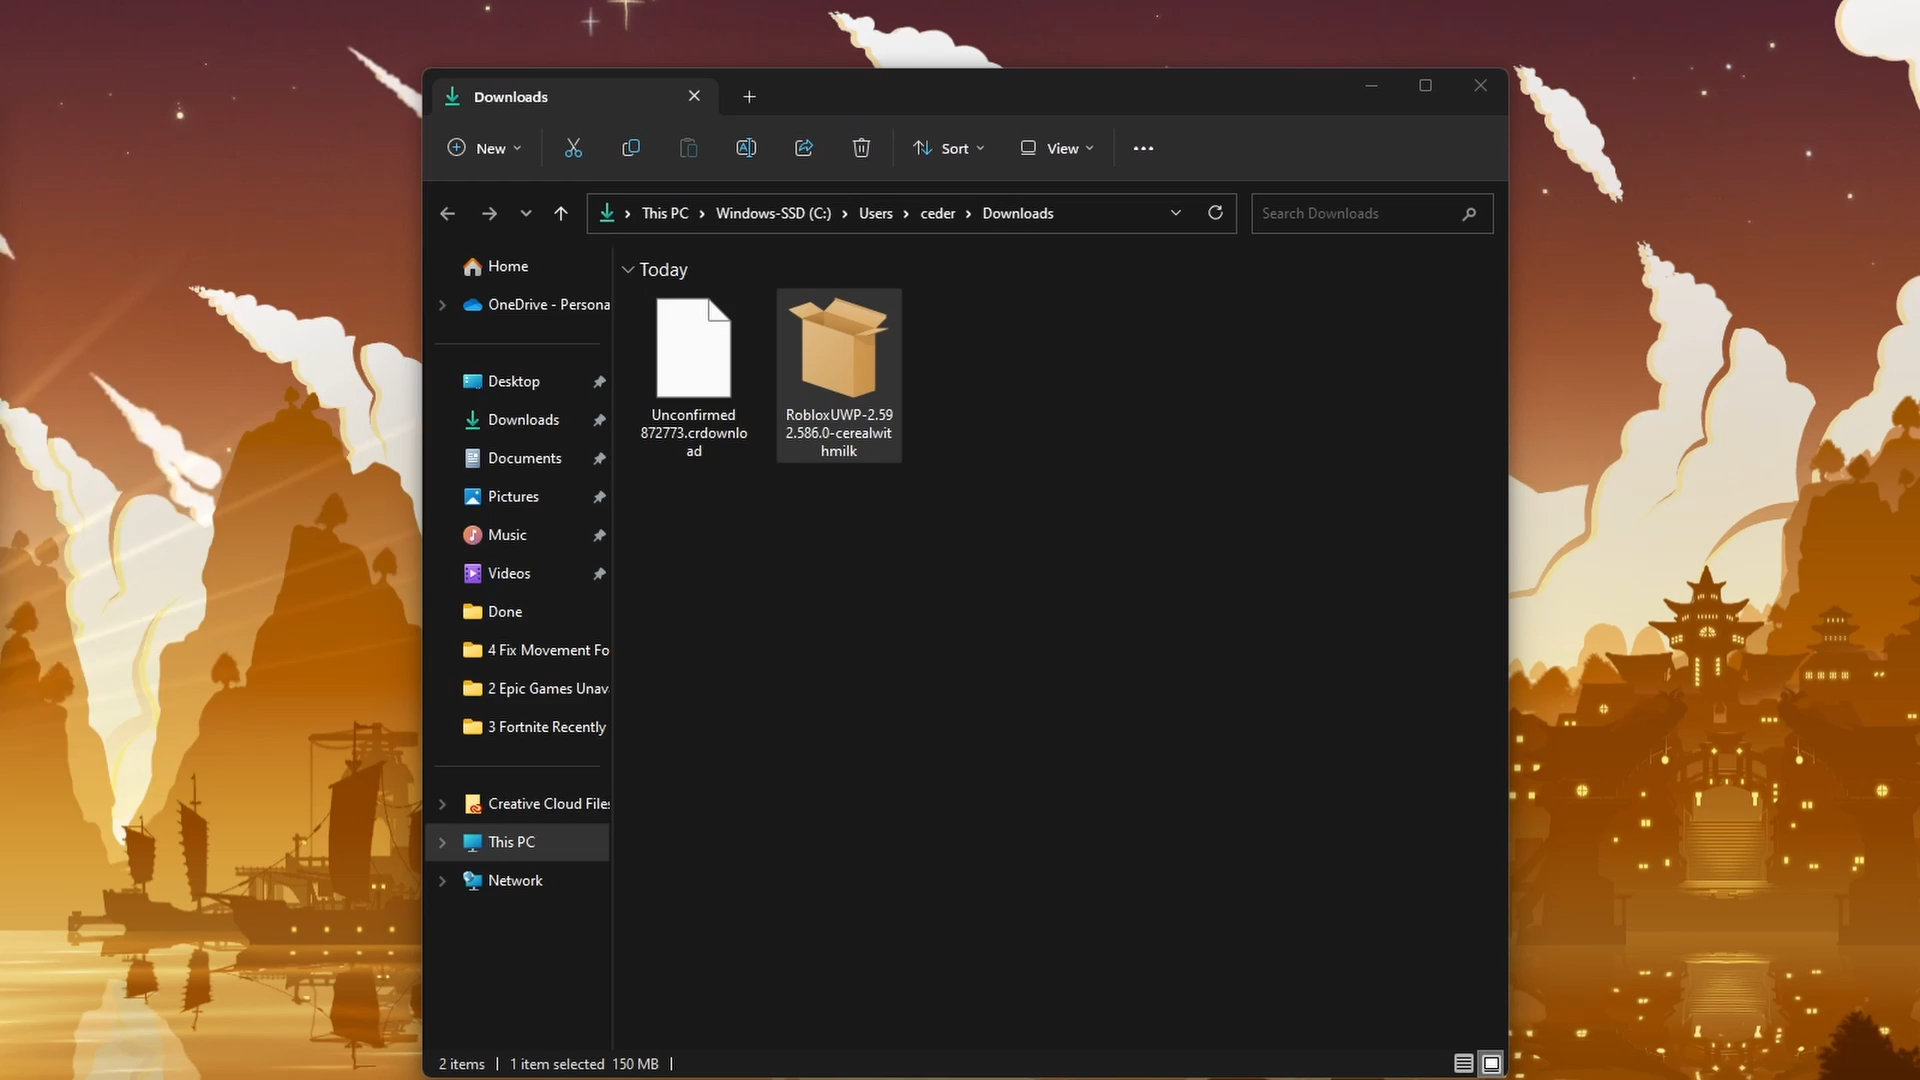 Downloads
New
Sort
View
This PC
Windows-SSD (C:)
Users
ceder
Downloads
Search Downloads
Home
OneDrive - Persona
Desktop
Downloads
Documents
Pictures
Music
Videos
Done
4 Fix Movement Fo
2 Epic Games Unav
3 Fortnite Recently
Creative Cloud Files
This PC
Network
Today
Unconfirmed
872773.crdownlo
ad
RobloxUWP-2.59
2.586.0-cerealwit
hmilk
2 items
1 item selected 150 MB